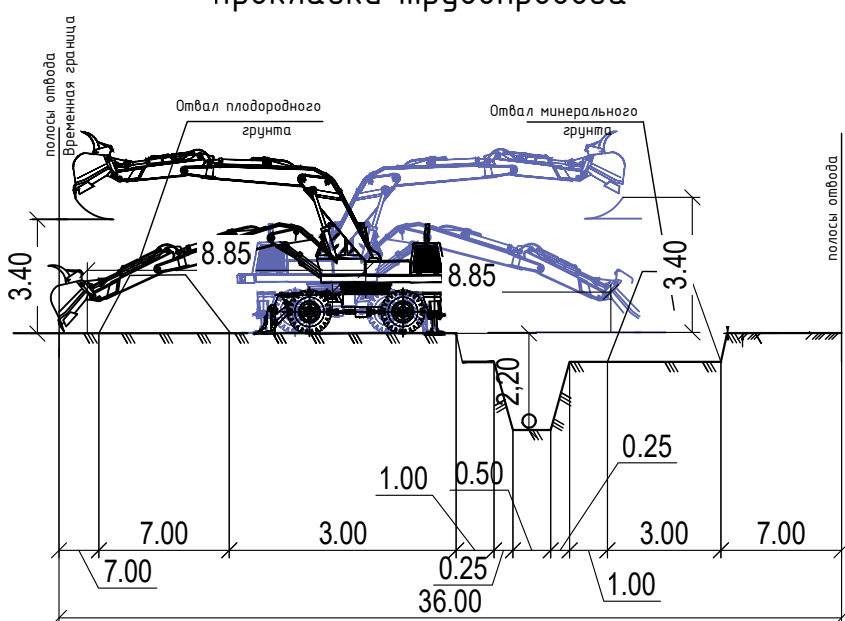 полосы отвода
Временная граница
Отвал плодородного
грунта
Отвал минерального
грунта
полосы отвода
3.40
8.85
8.85
3.40
2,20
0.25
1.00
0.50
7.00
3.00
3.00
7.00
7.00
0.25
1.00
36.00